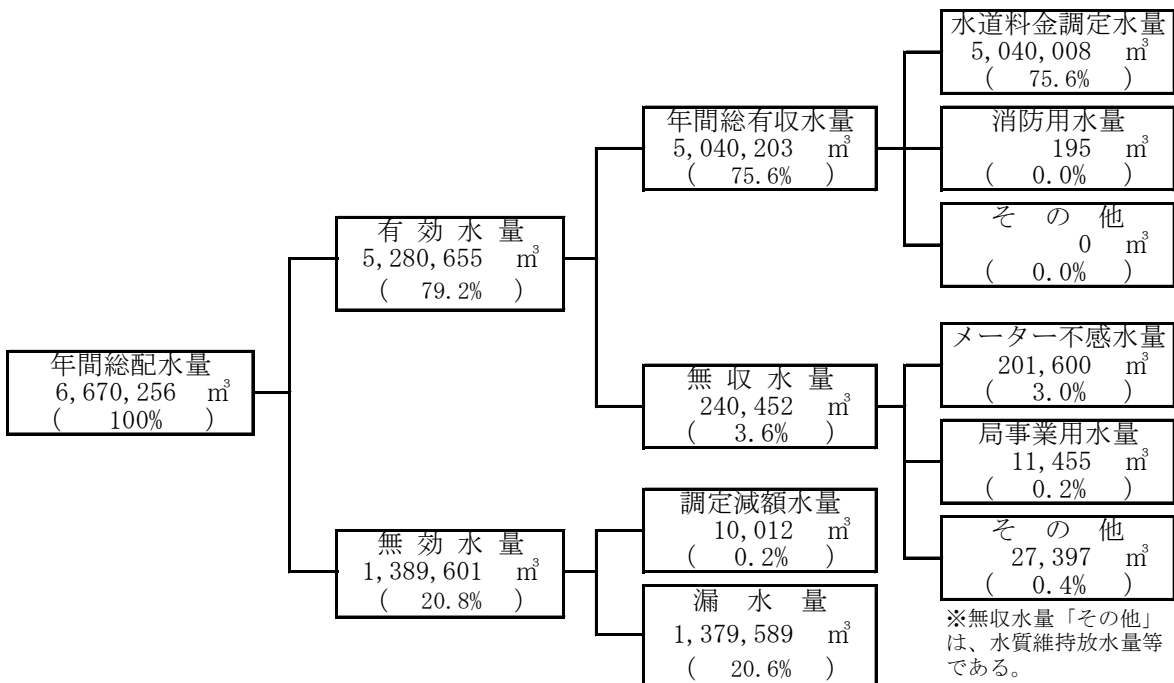 年間総配水量
6,670,256 ㎥
( 100% )
有 効 水 量
5,280,655 ㎥
( 79.2% )
無 効 水 量
1,389,601 ㎥
( 20.8% )
年間総有収水量
5,040,203 ㎥
( 75.6% )
無 収 水 量
240,452 ㎥
( 3.6% )
調定減額水量
10,012 ㎥
( 0.2% )
漏 水 量
1,379,589 ㎥
( 20.6% )
水道料金調定水量
5,040,008 ㎥
( 75.6% )
消防用水量
195 ㎥
( 0.0% )
そ の 他
0 ㎥
( 0.0% )
メーター不感水量
201,600 ㎥
( 3.0% )
局事業用水量
11,455 ㎥
( 0.2% )
そ の 他
27,397 ㎥
( 0.4% )
※無収水量「その他」
は、水質維持放水量等
である。